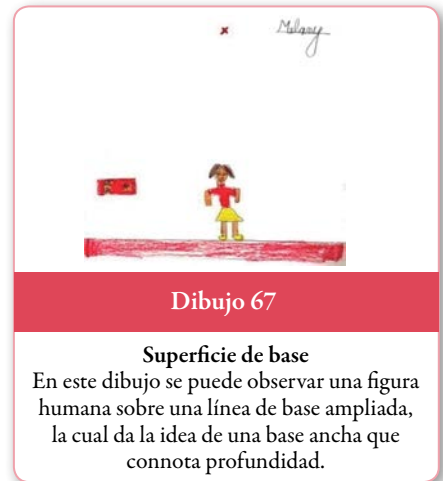 x Melany
Dibujo 67
Superficie de base
En este dibujo se puede observar una figura
humana sobre una línea de base ampliada,
la cual da la idea de una base ancha que
connota profundidad.